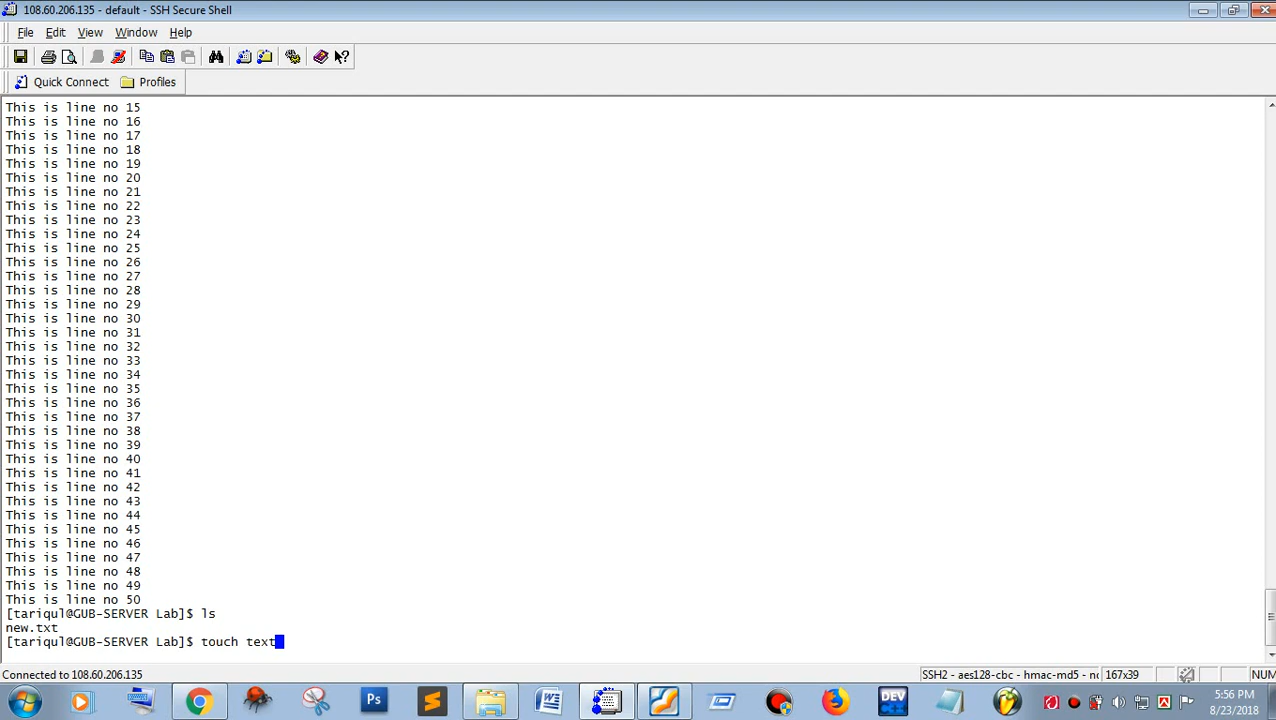 108.60.206.135 - default - SSH Secure Shell
File Edit View Window Help
Quick Connect Profiles
This is line no 15
This is line no 16
This is line no 17
This is line no 18
This is line no 19
This is line no 20
This is line no 21
This is line no 22
This is line no 23
This is line no 24
This is line no 25
This is line no 26
This is line no 27
This is line no 28
This is line no 29
This is line no 30
This is line no 31
This is line no 32
This is line no 33
This is line no 34
This is line no 35
This is line no 36
This is line no 37
This is line no 38
This is line no 39
This is line no 40
This is line no 41
This is line no 42
This is line no 43
This is line no 44
This is line no 45
This is line no 46
This is line no 47
This is line no 48
This is line no 49
This is line no 50
[tariqul@GUB-SERVER Lab]$ ls
new.txt
[tariqul@GUB-SERVER Lab]$ touch text
Connected to 108.60.206.135 SSH2 - aes128-cbc - hmac-md5 - 167x39 NUM
Ps W DEV 5:56 PM
8/23/2018